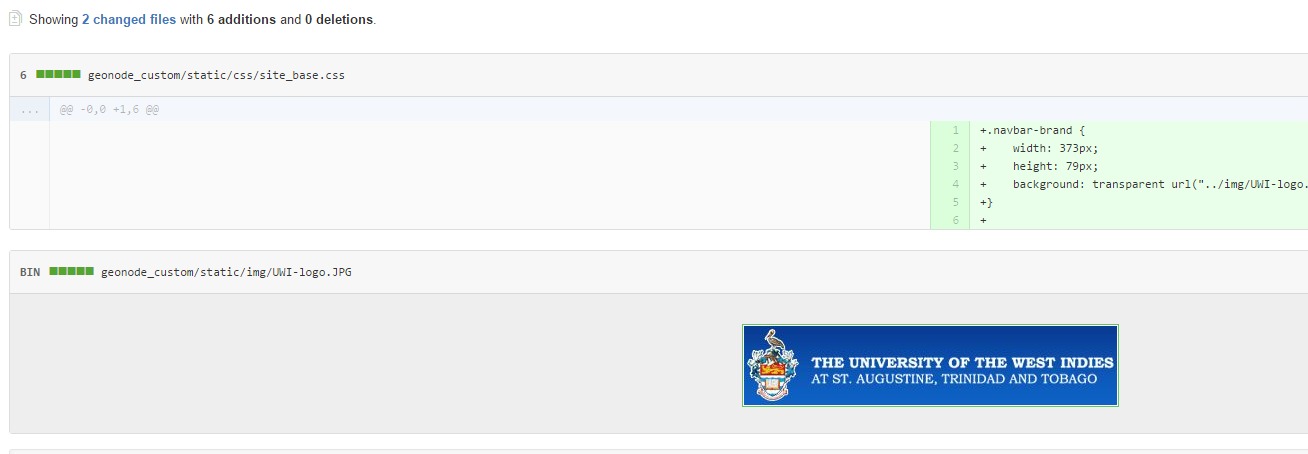 Showing 2 changed files with 6 additions and 0 deletions.
6 geonode_custom/static/css/site_base.css
... @@ -0,0 +1,6 @@
1 +.navbar-brand {
2 +    width: 373px;
3 +    height: 79px;
4 +    background: transparent url("../img/UWI-logo.
5 +}
6 +
BIN geonode_custom/static/img/UWI-logo.JPG
THE UNIVERSITY OF THE WEST INDIES
AT ST. AUGUSTINE, TRINIDAD AND TOBAGO